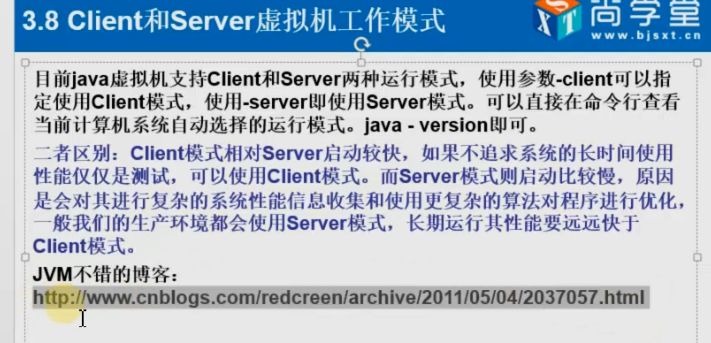 3.8 Client和Server虚拟机工作模式
尚学堂
www.bjsxt.cn
目前java虚拟机支持Client和Server两种运行模式，使用参数-client可以指
定使用Client模式，使用-server即使用Server模式。可以直接在命令行查看
当前计算机系统自动选择的运行模式。java - version即可。
二者区别：Client模式相对Server启动较快，如果不追求系统的长时间使用
性能仅仅是测试，可以使用Client模式。而Server模式则启动比较慢，原因
是会对其进行复杂的系统性能信息收集和使用更复杂的算法对程序进行优化，
一般我们的生产环境都会使用Server模式，长期运行其性能要远远快于
Client模式。
JVM不错的博客：
http://www.cnblogs.com/redcreen/archive/2011/05/04/2037057.html